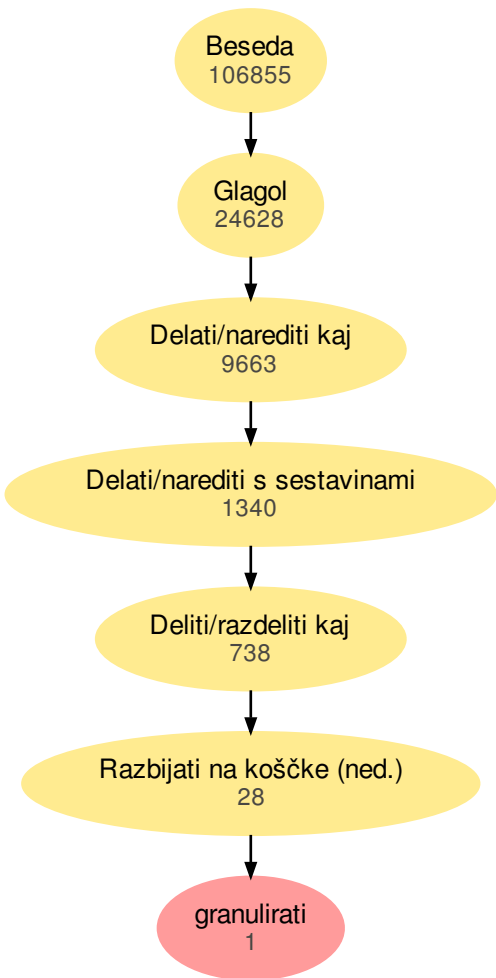 Beseda
106855
Glagol
24628
Delati/narediti kaj
9663
Delati/narediti s sestavinami
1340
Deliti/razdeliti kaj
738
Razbijati na koščke (ned.)
28
granulirati
1